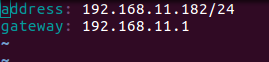 address: 192.168.11.182/24
gateway: 192.168.11.1
~
~